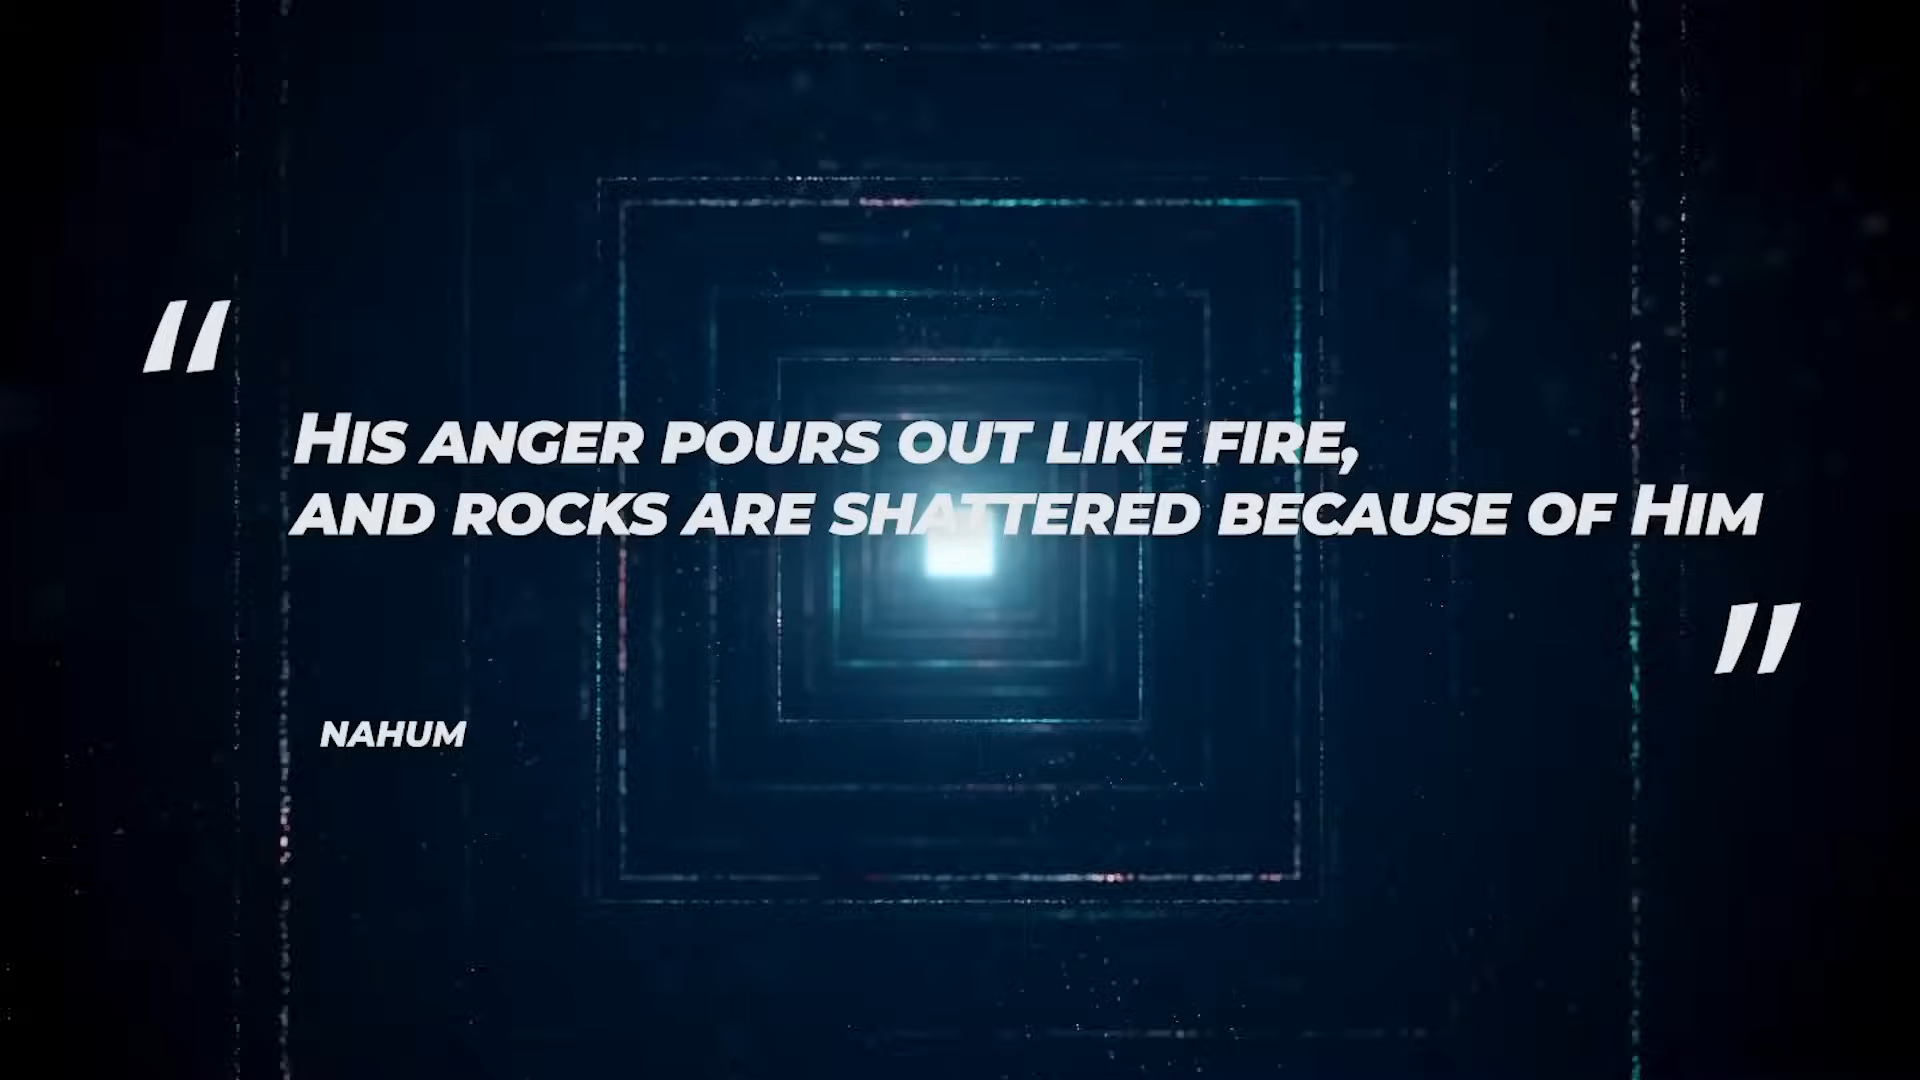 “
His anger pours out like fire,
and rocks are shattered because of Him
”
NAHUM